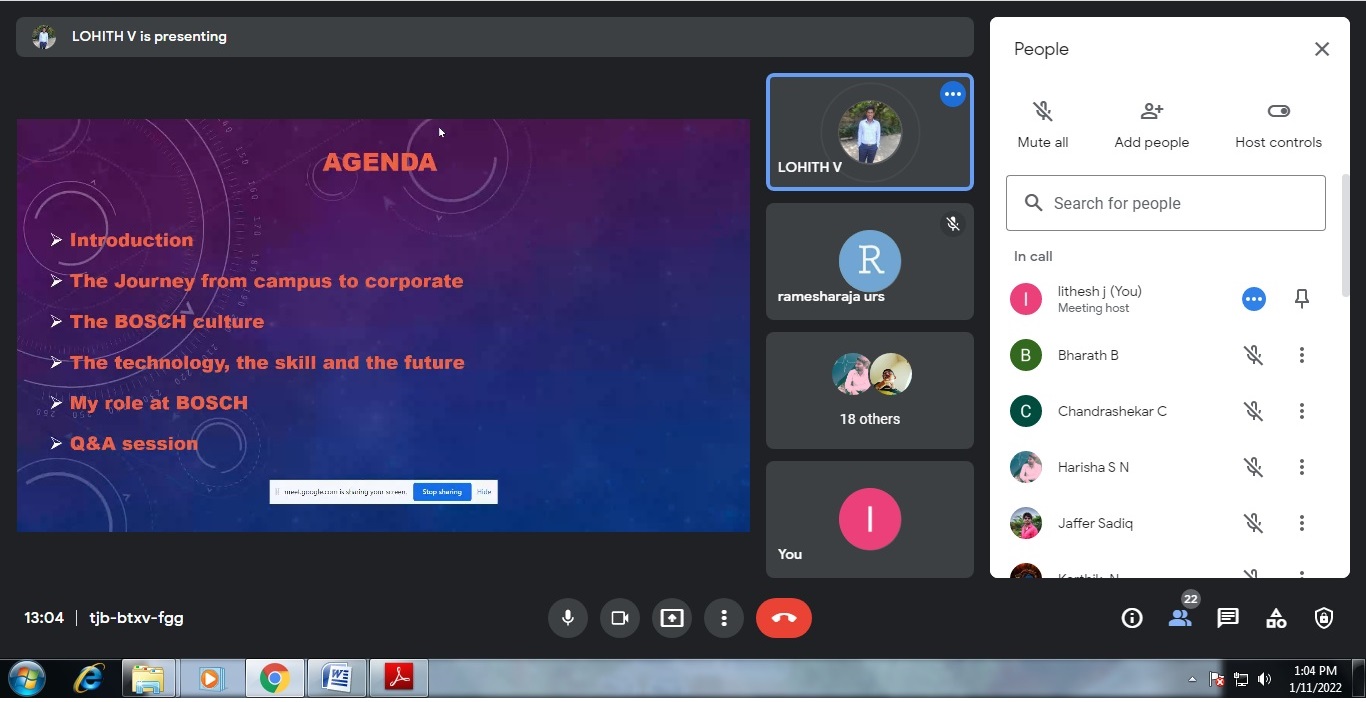 LOHITH V is presenting
AGENDA
Introduction
The Journey from campus to corporate
The BOSCH culture
The technology, the skill and the future
My role at BOSCH
Q&A session
meet.google.com is sharing your screen.
Stop sharing
Hide
LOHITH V
R
ramesharaja urs
18 others
I
You
People
Mute all
Add people
Host controls
Search for people
In call
I
lithesh j (You)
Meeting host
B
Bharath B
C
Chandrashekar C
Harisha S N
Jaffer Sadiq
13:04 | tjb-btxv-fgg
22
1:04 PM
1/11/2022